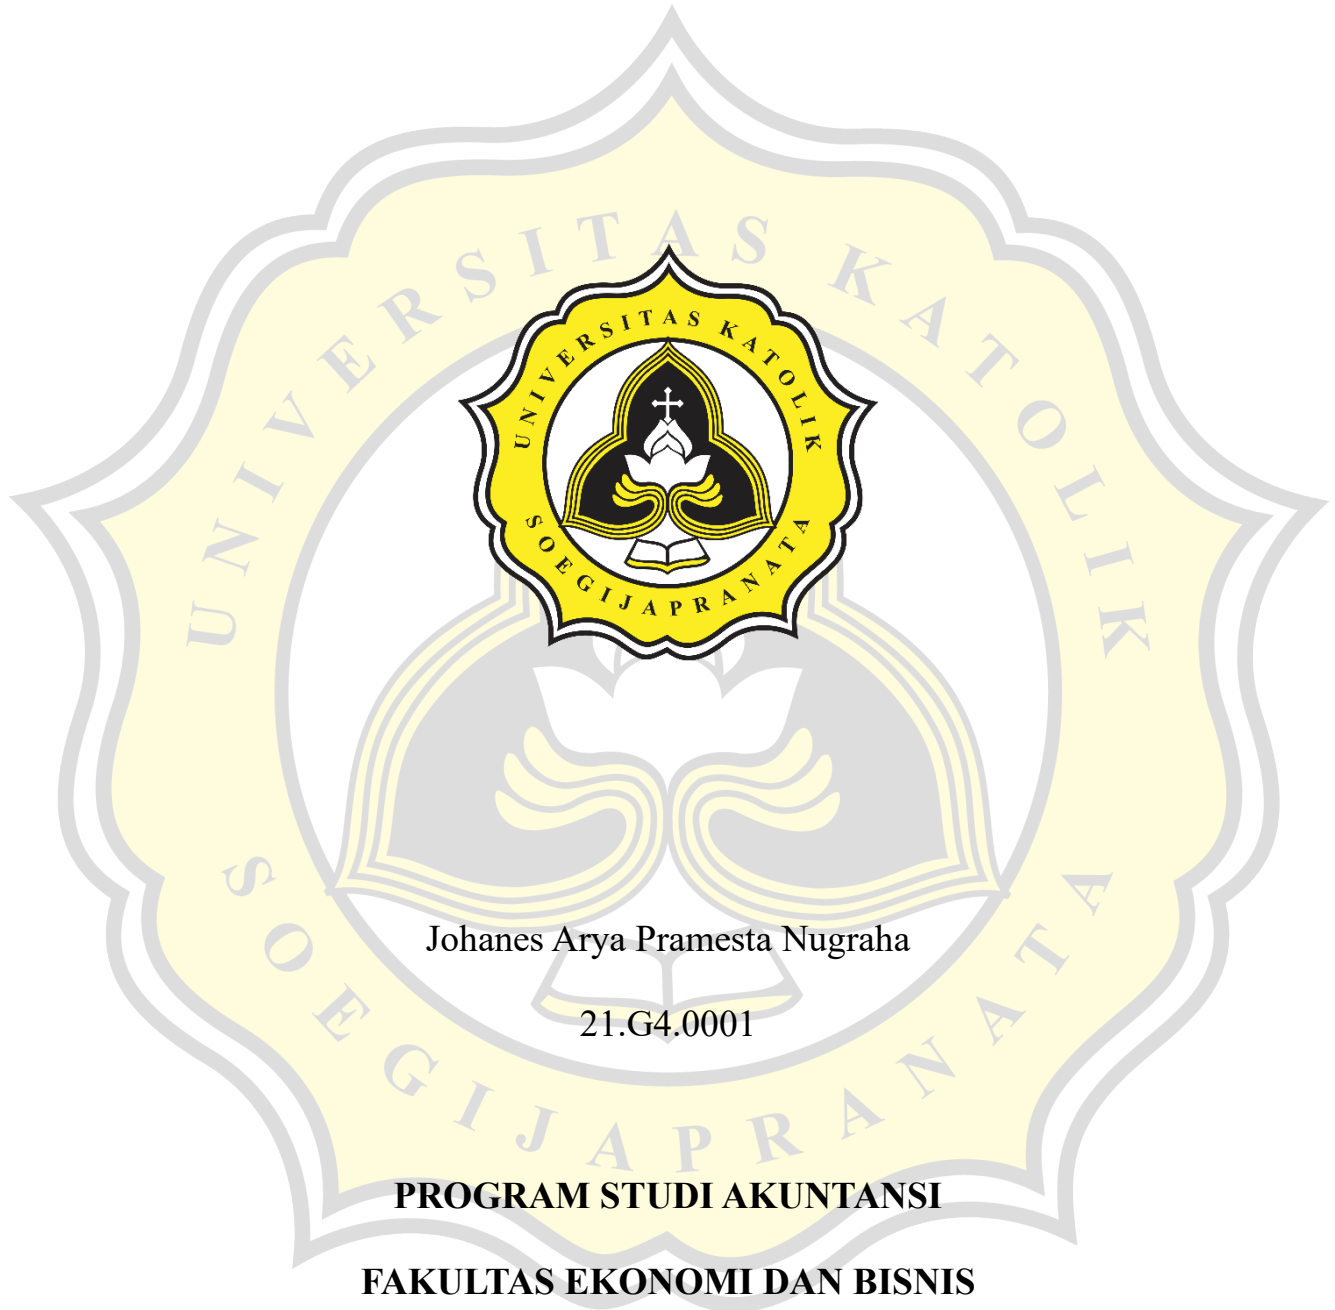 UNIVERSITAS KATOLIK
SOEGIJAPRANATA
UNIVERSITAS KATOLIK
SOEGIJAPRANATA
Johanes Arya Pramesta Nugraha
21.G4.0001
PROGRAM STUDI AKUNTANSI
FAKULTAS EKONOMI DAN BISNIS